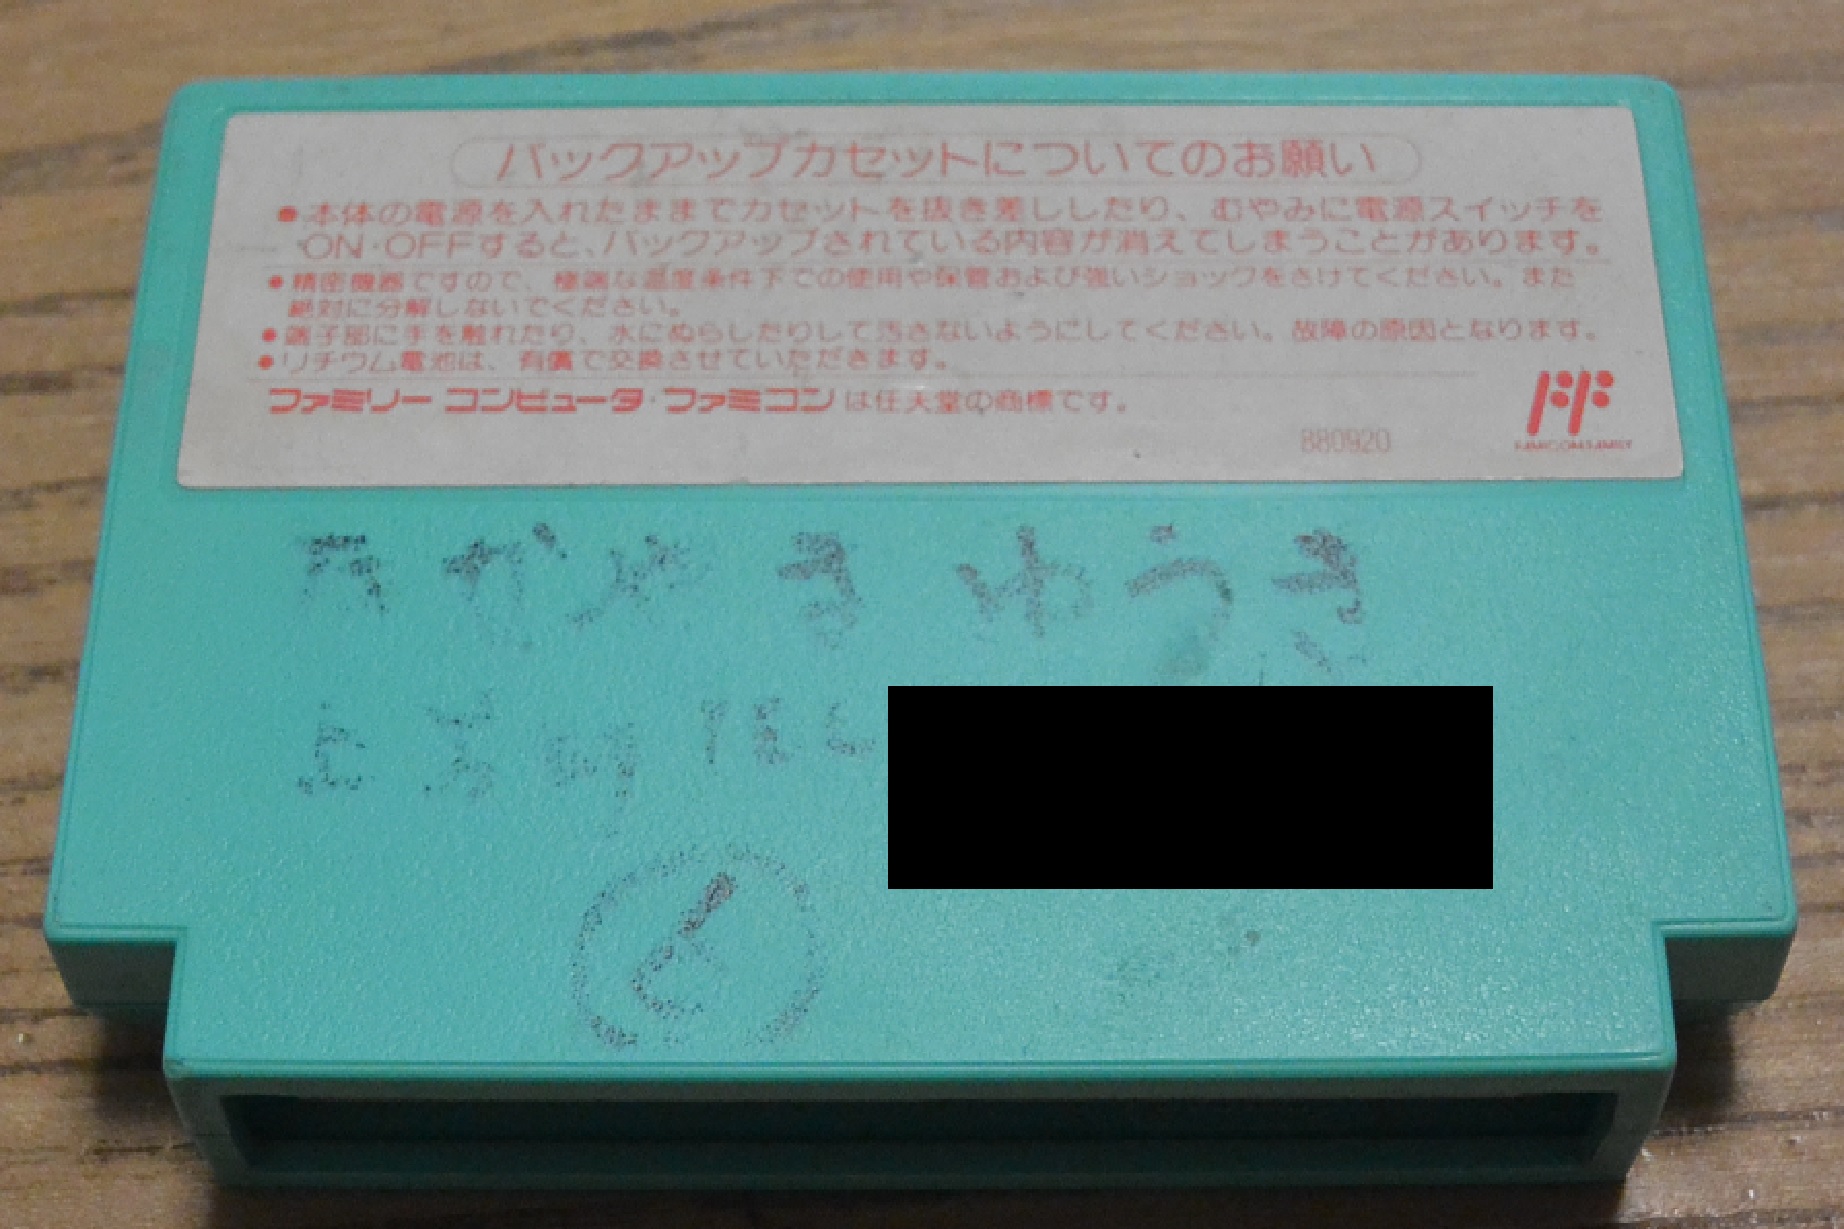 バックアップカセットについてのお願い
●本体の電源を入れたままでカセットを抜き差ししたり、むやみに電源スイッチを
ON·OFFすると、バックアップされている内容が消えてしまうことがあります。
●精密機器ですので、極端な温度条件下での使用や保管および強いショックをさけてください。また
絶対に分解しないでください。
●端子部に手を触れたり、水にぬらしたりして汚さないようにしてください。故障の原因となります。
●リチウム電池は、有償で交換させていただきます。
ファミリー コンピュータ·ファミコンは任天堂の商標です。
880920
FAMICOM FAMILY
ゆうき